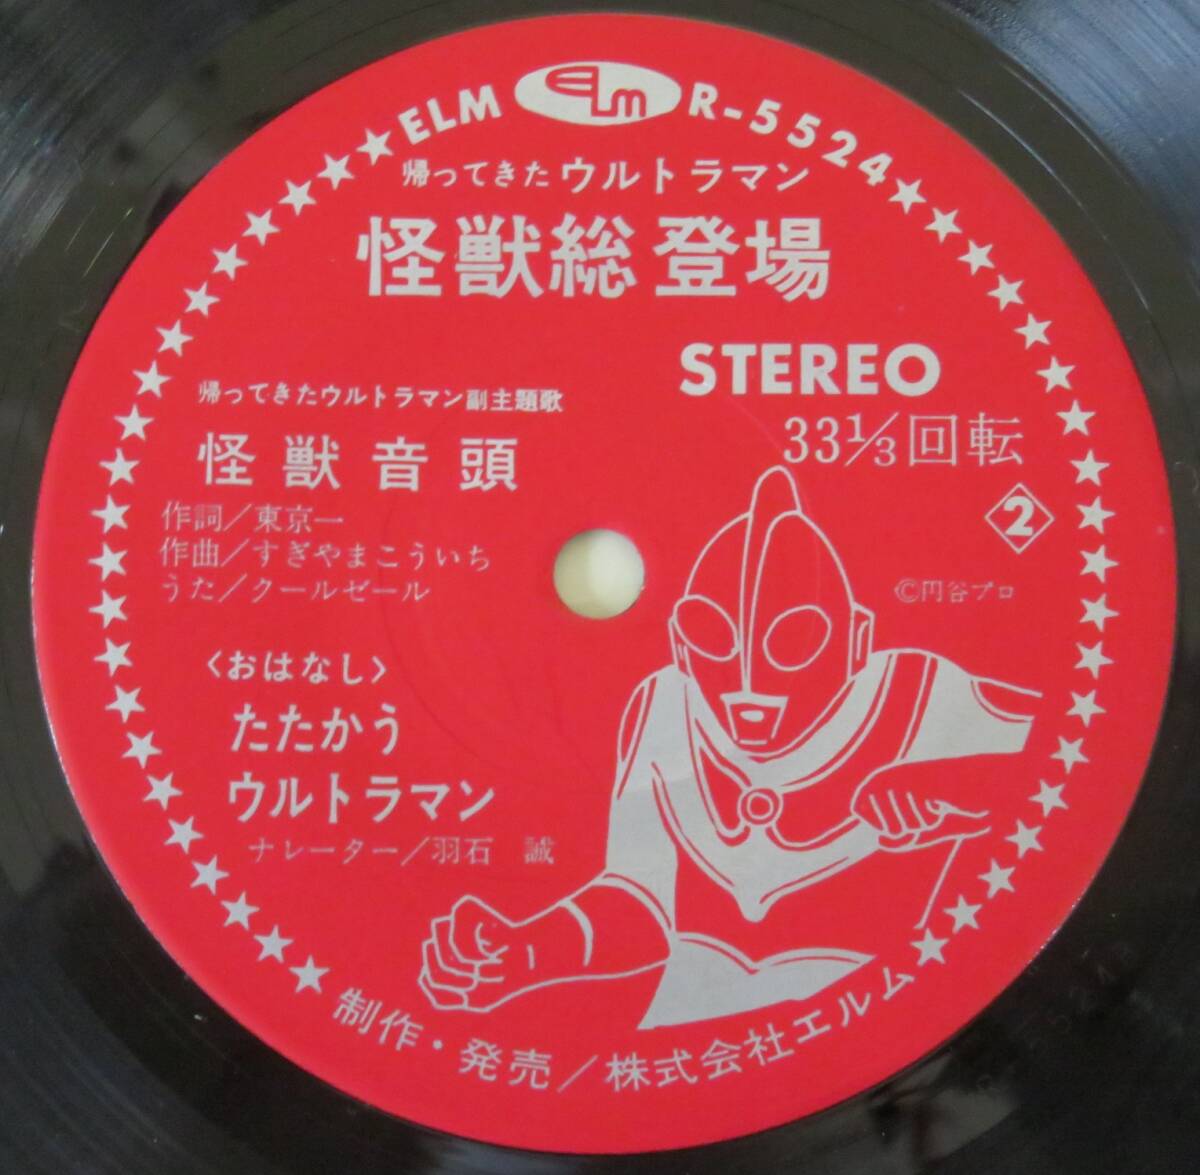 ELM ELM R-5524
帰ってきたウルトラマン
怪獣総登場
STEREO
33⅓回転
2
©円谷プロ
帰ってきたウルトラマン副主題歌
怪獣音頭
作詞/東京一
作曲/すぎやまこういち
うた/クールゼール
〈おはなし〉
たたかう
ウルトラマン
ナレーター/羽石 誠
制作・発売/株式会社エルム